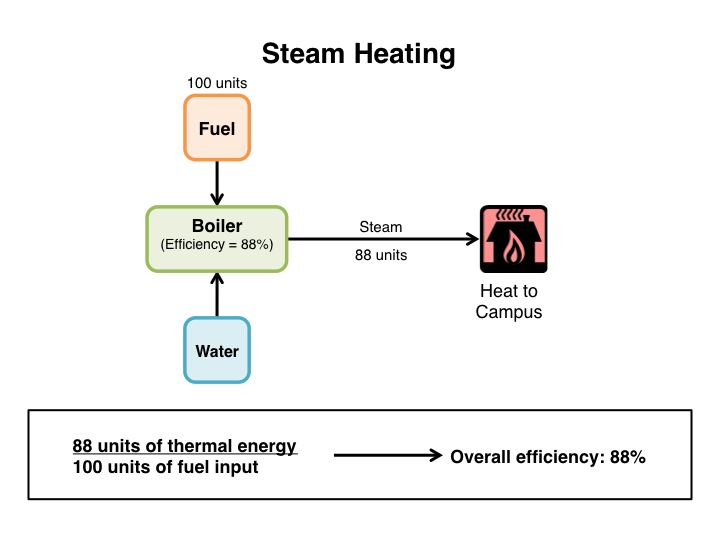 Steam Heating
100 units
Fuel
Boiler
(Efficiency = 88%)
Steam
88 units
Heat to
Campus
Water
88 units of thermal energy
100 units of fuel input
Overall efficiency: 88%